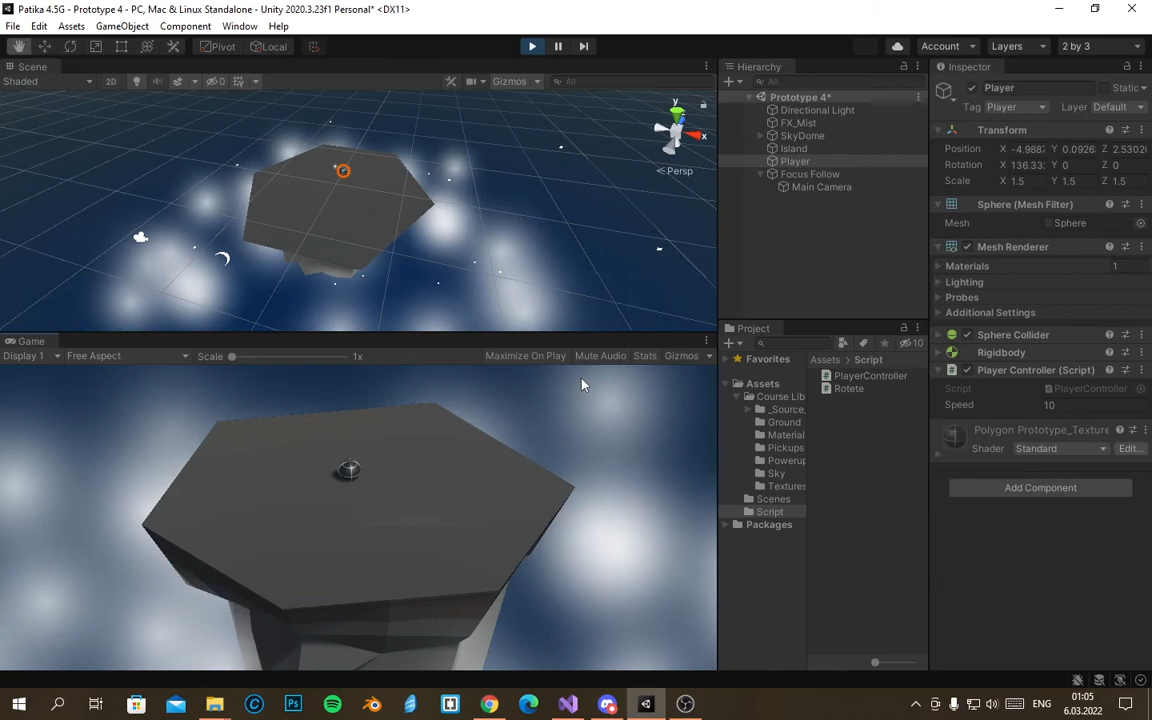 Patika 4.5G - Prototype 4 - PC, Mac & Linux Standalone - Unity 2020.3.23f1 Personal* <DX11>
File Edit Assets GameObject Component Window Help
Pivot Local Account Layers 2 by 3
Scene
Shaded 2D 0 Gizmos All
y
x
Persp
Game
Display 1 Free Aspect Scale 1x Maximize On Play Mute Audio Stats Gizmos
Hierarchy
All
Prototype 4*
Directional Light
FX_Mist
SkyDome
Island
Player
Focus Follow
Main Camera
Project
10
Favorites
Assets
Course Lib
_Source_
Ground
Material
Pickups
Powerup
Sky
Textures
Scenes
Script
Packages
Assets Script
PlayerController
Rotete
Inspector
Player Static
Tag Player Layer Default
Transform
Position X -4.988 Y 0.0926 Z 2.5302
Rotation X 136.33 Y 0 Z 0
Scale X 1.5 Y 1.5 Z 1.5
Sphere (Mesh Filter)
Mesh Sphere
Mesh Renderer
Materials 1
Lighting
Probes
Additional Settings
Sphere Collider
Rigidbody
Player Controller (Script)
Script PlayerController
Speed 10
Polygon Prototype_Texture
Shader Standard Edit...
Add Component
01:05
6.03.2022